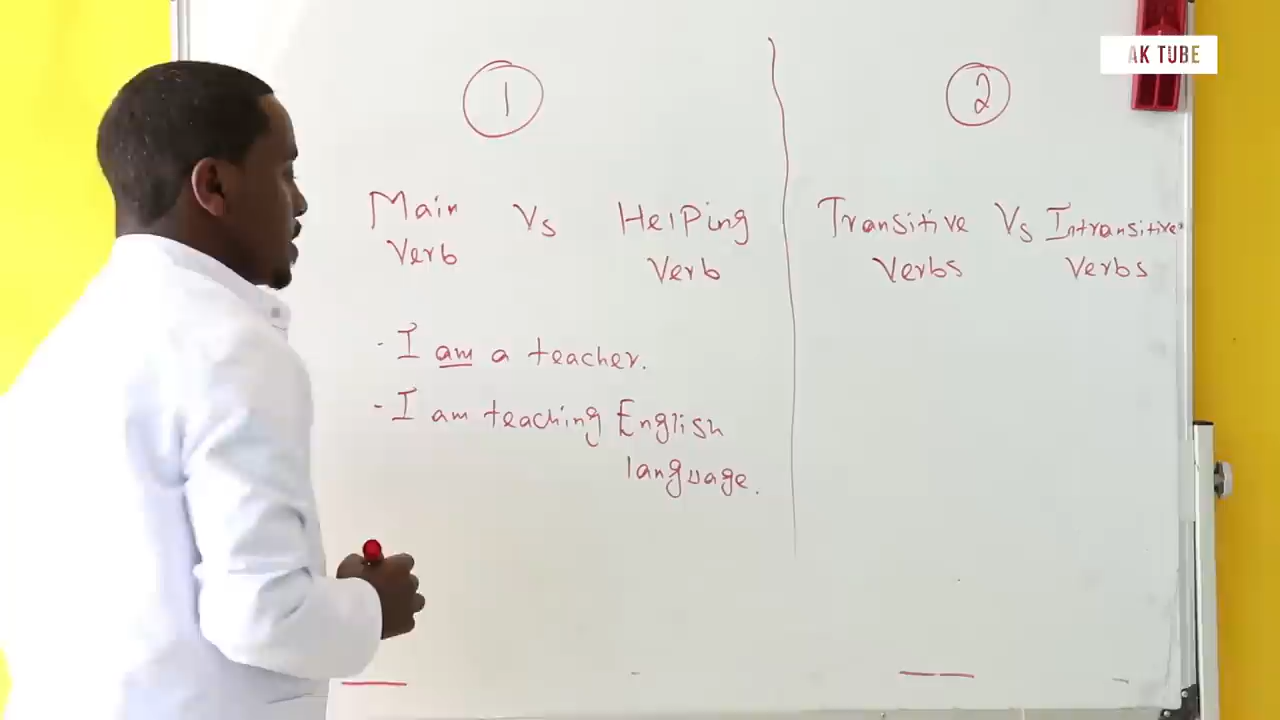 AK TUBE
1
Main Vs Helping
Verb Verb
- I am a teacher.
- I am teaching English
language.
2
Transitive Vs Intransitive
Verbs Verbs